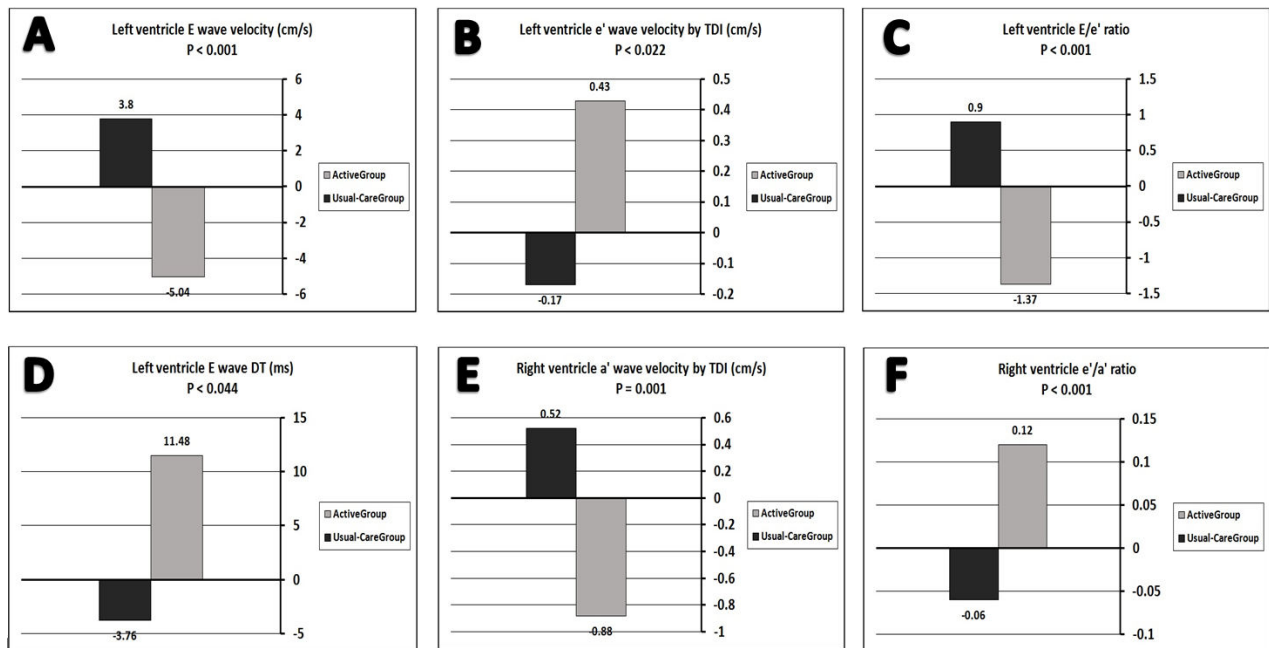 A
Left ventricle E wave velocity (cm/s)
P < 0.001
6
4
2
0
-2
-4
-6
3.8
-5.04
ActiveGroup
Usual-CareGroup
B
Left ventricle e' wave velocity by TDI (cm/s)
P < 0.022
0.5
0.4
0.3
0.2
0.1
0
-0.1
-0.2
0.43
-0.17
ActiveGroup
Usual-CareGroup
C
Left ventricle E/e' ratio
P < 0.001
1.5
1
0.5
0
-0.5
-1
-1.5
0.9
-1.37
ActiveGroup
Usual-CareGroup
D
Left ventricle E wave DT (ms)
P < 0.044
15
10
5
0
-5
11.48
-3.76
ActiveGroup
Usual-CareGroup
E
Right ventricle a' wave velocity by TDI (cm/s)
P = 0.001
0.6
0.4
0.2
0
-0.2
-0.4
-0.6
-0.8
-1
0.52
-0.88
ActiveGroup
Usual-CareGroup
F
Right ventricle e'/a' ratio
P < 0.001
0.15
0.1
0.05
0
-0.05
-0.1
0.12
-0.06
ActiveGroup
Usual-CareGroup